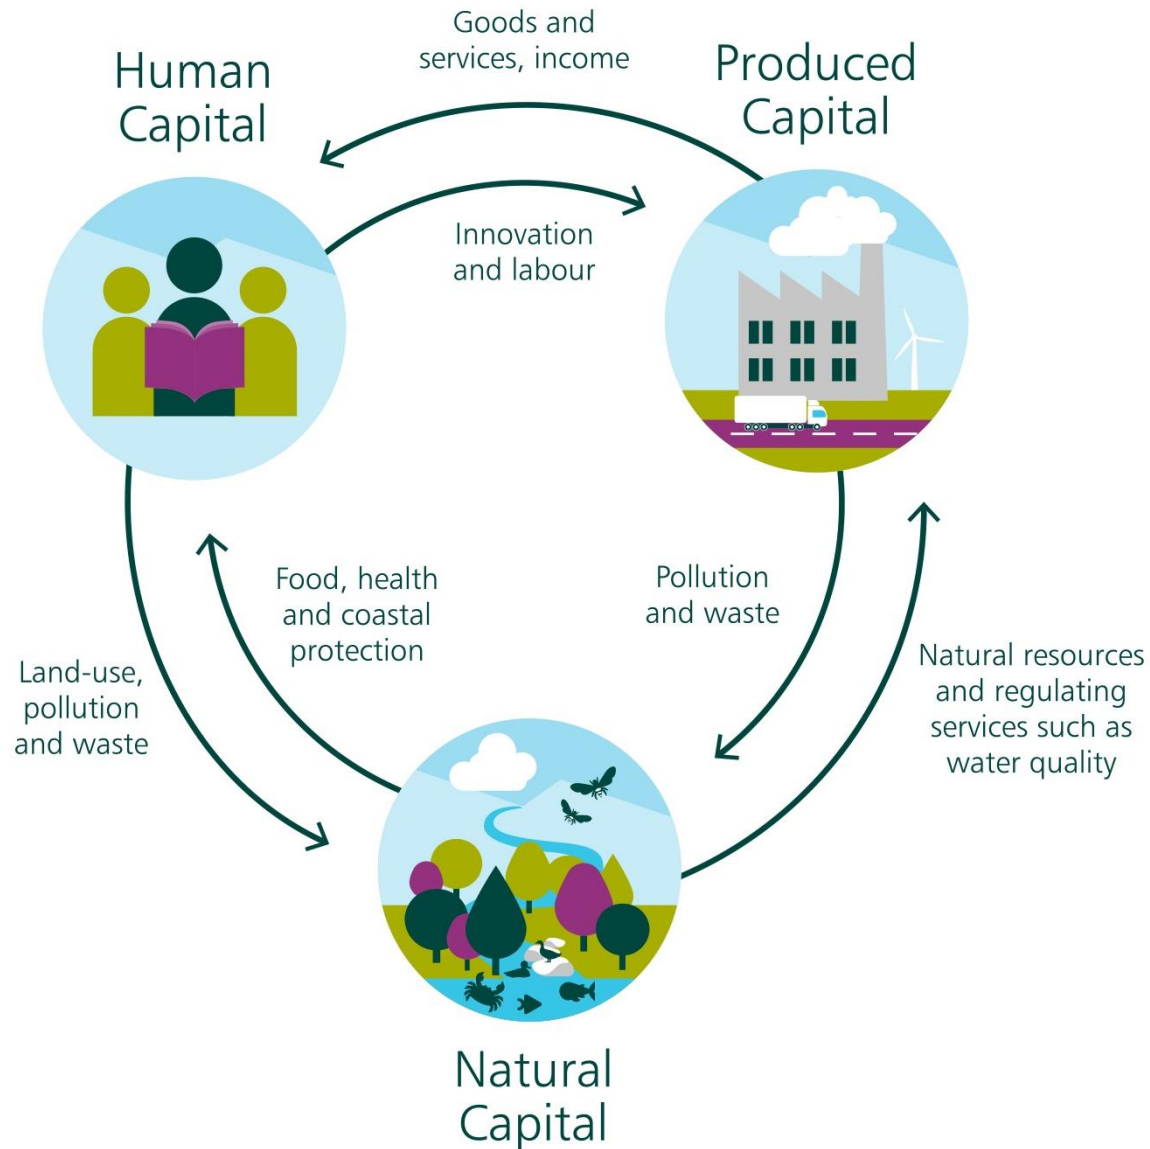 Goods and
services, income
Human
Capital
Produced
Capital
Innovation
and labour
Food, health
and coastal
protection
Pollution
and waste
Land-use,
pollution
and waste
Natural resources
and regulating
services such as
water quality
Natural
Capital